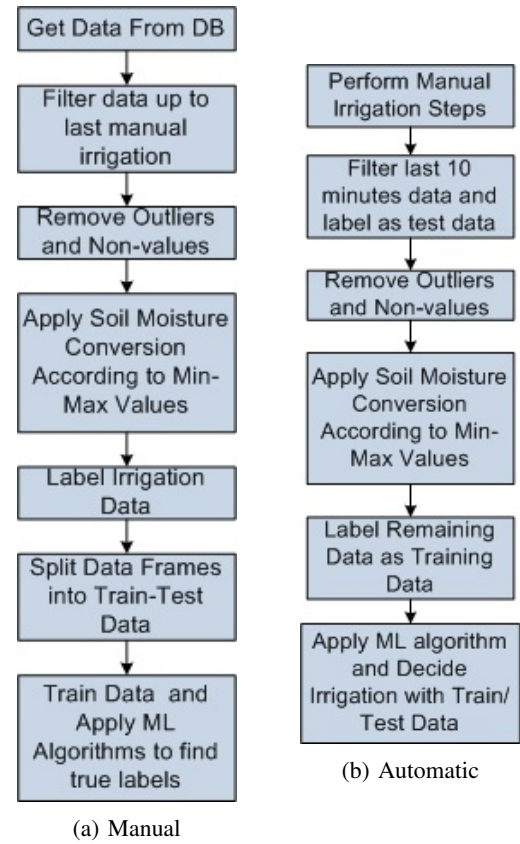 Get Data From DB
Filter data up to
last manual
irrigation
Remove Outliers
and Non-values
Apply Soil Moisture
Conversion
According to Min-
Max Values
Label Irrigation
Data
Split Data Frames
into Train-Test
Data
Train Data and
Apply ML
Algorithms to find
true labels
(a) Manual
Perform Manual
Irrigation Steps
Filter last 10
minutes data and
label as test data
Remove Outliers
and Non-values
Apply Soil Moisture
Conversion
According to Min-
Max Values
Label Remaining
Data as Training
Data
Apply ML algorithm
and Decide
Irrigation with Train/
Test Data
(b) Automatic